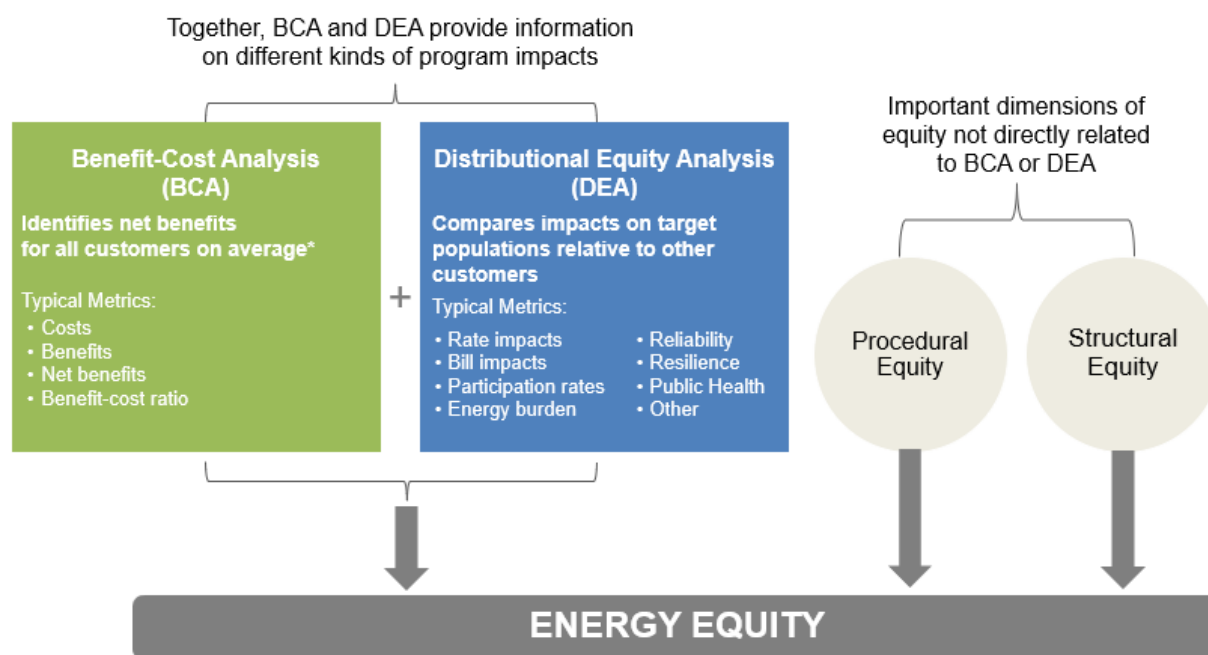 Together, BCA and DEA provide information
on different kinds of program impacts
Benefit-Cost Analysis
(BCA)
Identifies net benefits
for all customers on average*
Typical Metrics:
• Costs
• Benefits
• Net benefits
• Benefit-cost ratio
+
Distributional Equity Analysis
(DEA)
Compares impacts on target
populations relative to other
customers
Typical Metrics:
• Rate impacts
• Bill impacts
• Participation rates
• Energy burden
• Reliability
• Resilience
• Public Health
• Other
Important dimensions of
equity not directly related
to BCA or DEA
Procedural
Equity
Structural
Equity
ENERGY EQUITY